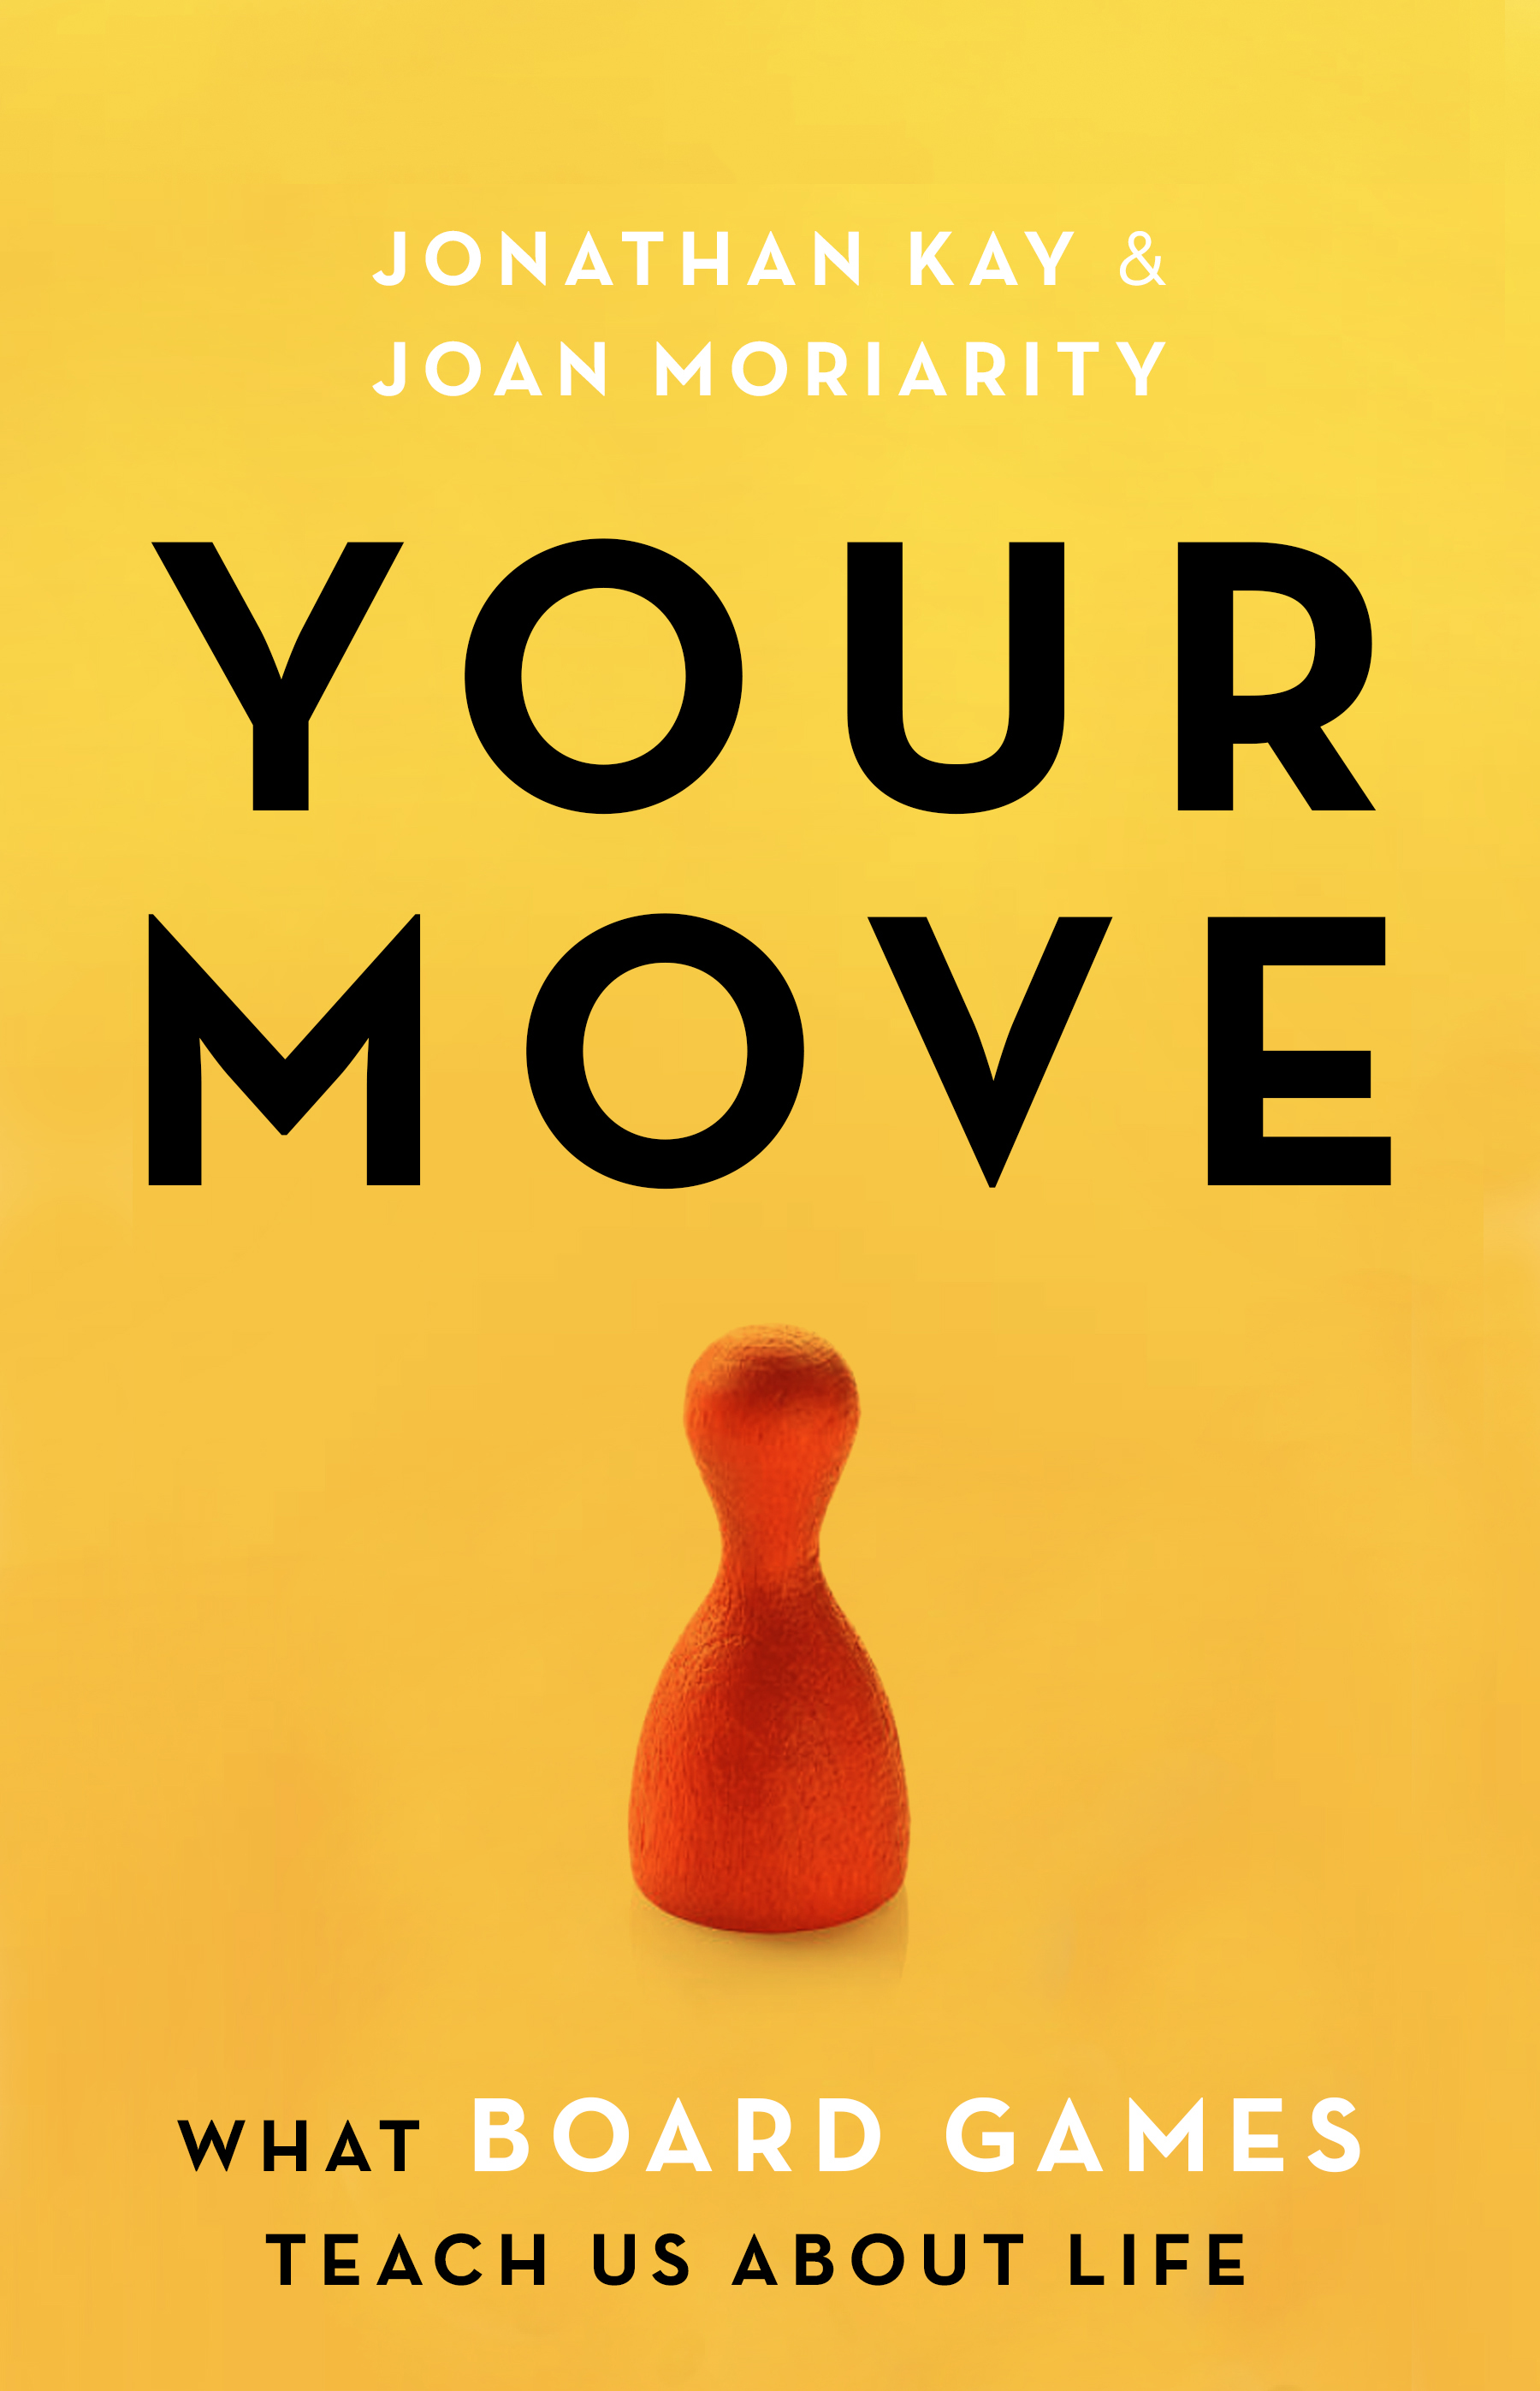 JONATHAN KAY &
JOAN MORIARITY
YOUR
MOVE
WHAT BOARD GAMES
TEACH US ABOUT LIFE